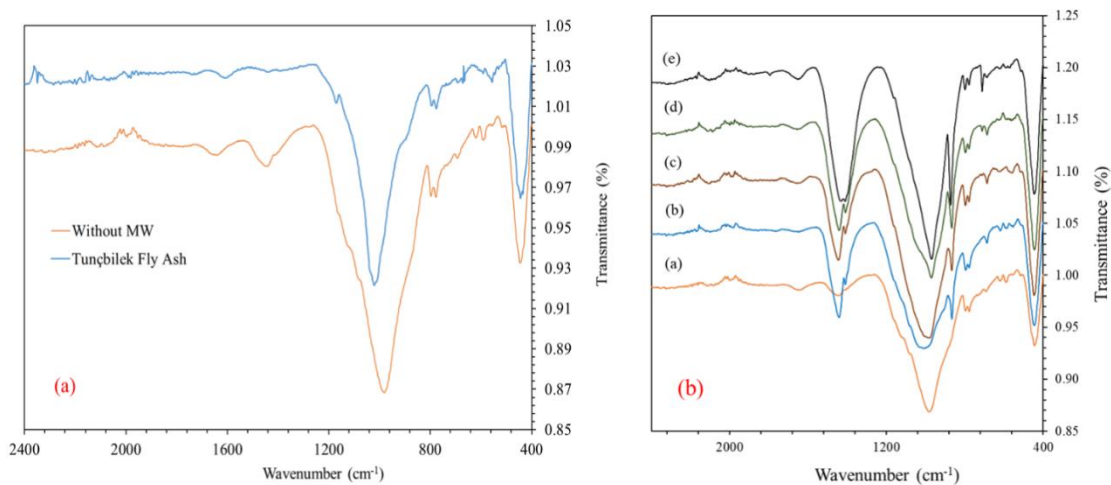 1.05
1.03
1.01
0.99
0.97
0.95
0.93
0.91
0.89
0.87
0.85
Transmittance (%)
Without MW
Tunçbilek Fly Ash
(a)
2400
2000
1600
1200
800
400
Wavenumber (cm-1)
1.25
1.20
1.15
1.10
1.05
1.00
0.95
0.90
0.85
Transmittance (%)
(e)
(d)
(c)
(b)
(a)
(b)
2000
1200
400
Wavenumber (cm-1)